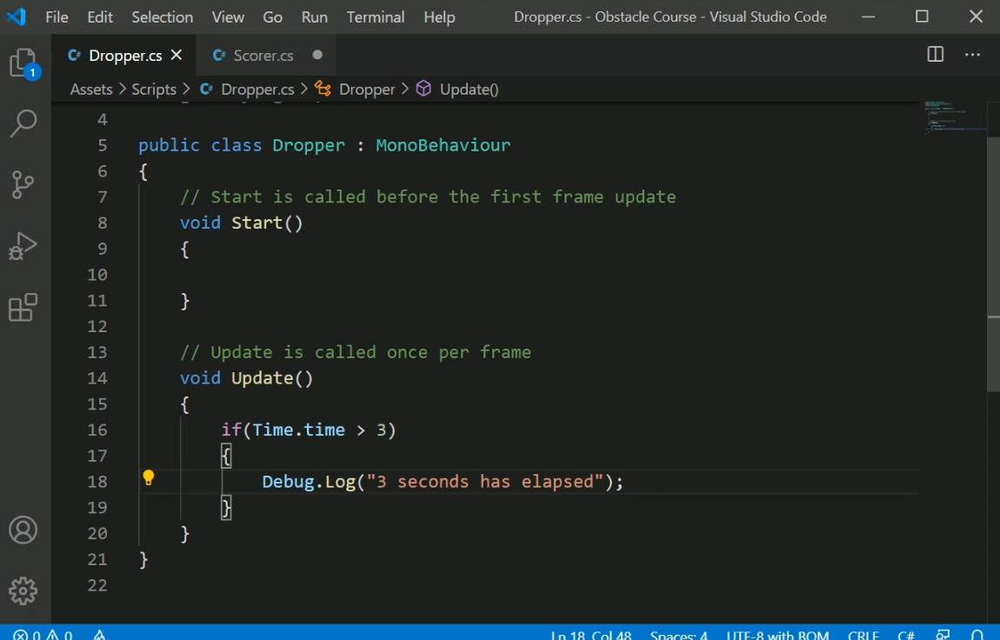 File Edit Selection View Go Run Terminal Help Dropper.cs - Obstacle Course - Visual Studio Code
1
C# Dropper.cs C# Scorer.cs
Assets > Scripts > C# Dropper.cs > Dropper > Update()
4
5 public class Dropper : MonoBehaviour
6 {
7 // Start is called before the first frame update
8 void Start()
9 {
10
11 }
12
13 // Update is called once per frame
14 void Update()
15 {
16 if(Time.time > 3)
17 {
18 Debug.Log("3 seconds has elapsed");
19 }
20 }
21 }
22
0 0 Ln 18, Col 48 Spaces: 4 UTF-8 with BOM CRLF C#